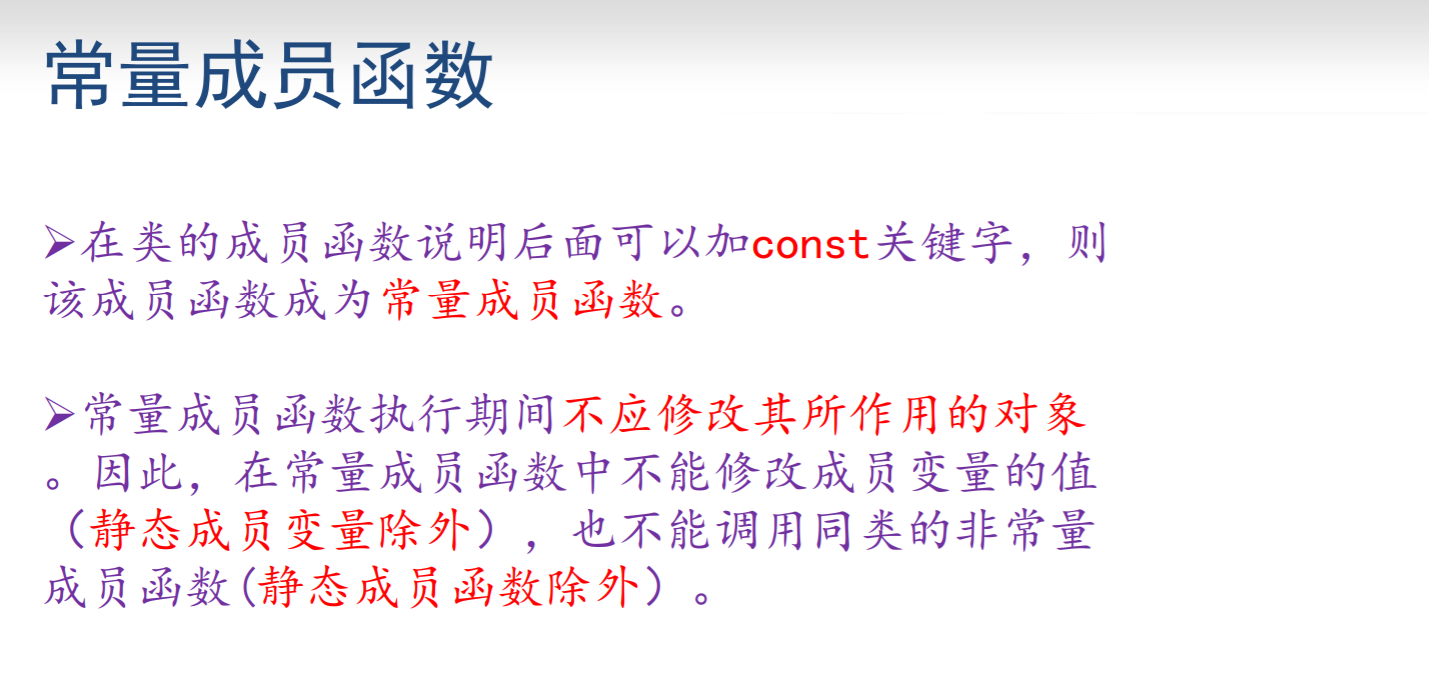 常量成员函数
➢在类的成员函数说明后面可以加const关键字，则
该成员函数成为常量成员函数。
➢常量成员函数执行期间不应修改其所作用的对象
。因此，在常量成员函数中不能修改成员变量的值
（静态成员变量除外），也不能调用同类的非常量
成员函数(静态成员函数除外）。